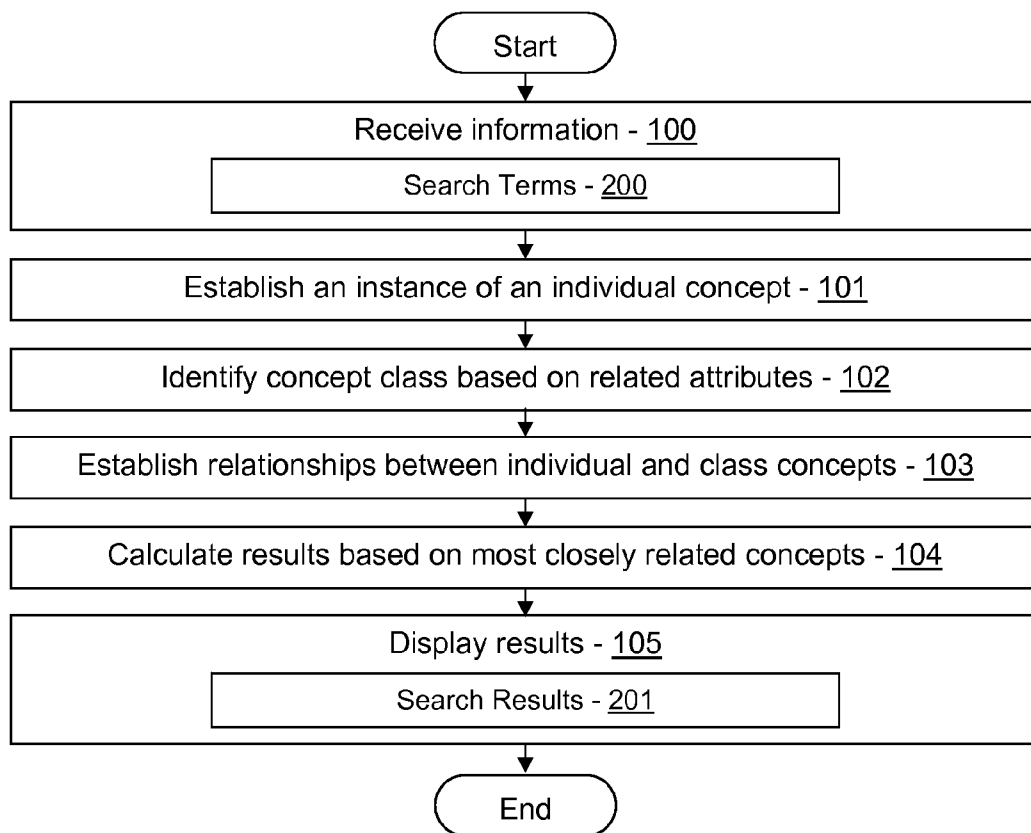 Start
Receive information - 100
Search Terms - 200
Establish an instance of an individual concept - 101
Identify concept class based on related attributes - 102
Establish relationships between individual and class concepts - 103
Calculate results based on most closely related concepts - 104
Display results - 105
Search Results - 201
End